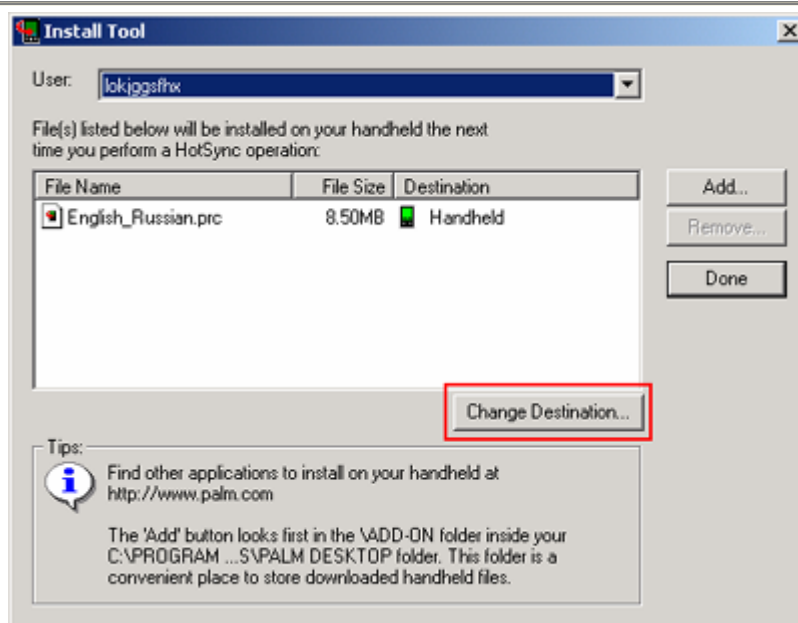 Install Tool
User: lokjggsfhx
File(s) listed below will be installed on your handheld the next
time you perform a HotSync operation:
File Name File Size Destination
English_Russian.prc 8.50MB Handheld
Add...
Remove...
Done
Change Destination...
Tips:
Find other applications to install on your handheld at
http://www.palm.com
The 'Add' button looks first in the \ADD-ON folder inside your
C:\PROGRAM ...S\PALM DESKTOP folder. This folder is a
convenient place to store downloaded handheld files.